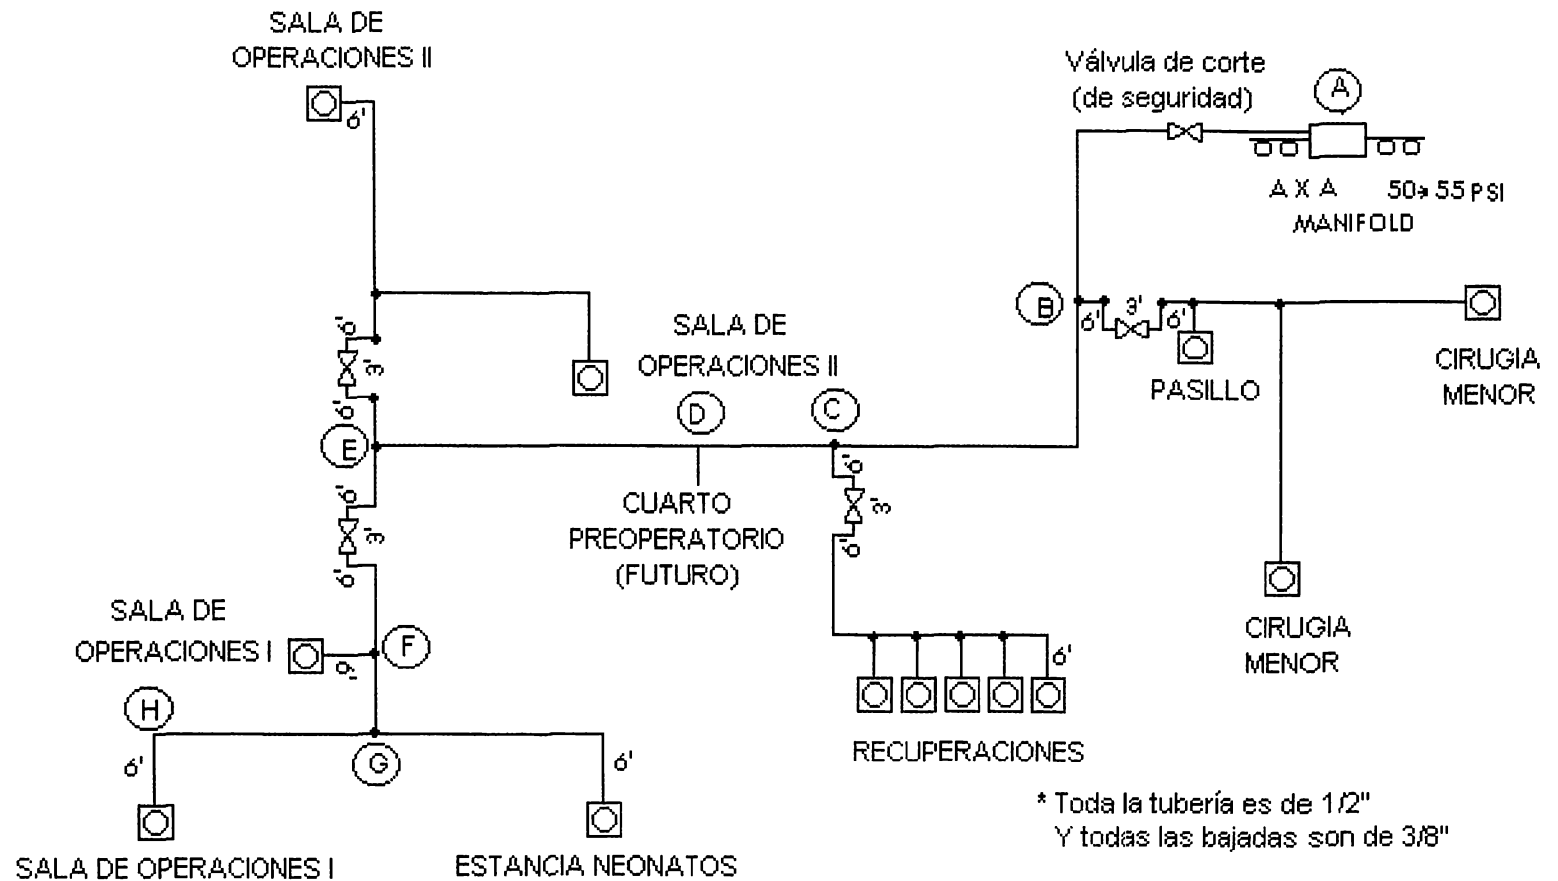 SALA DE
OPERACIONES II
6'
Válvula de corte
(de seguridad)
A
A X A 50a 55 PSI
MANIFOLD
B
6'
3'
6'
PASILLO
CIRUGIA
MENOR
6'
3'
6'
SALA DE
OPERACIONES II
D
C
E
6'
3'
6'
CUARTO
PREOPERATORIO
(FUTURO)
6'
3'
6'
SALA DE
OPERACIONES I
6'
F
6'
CIRUGIA
MENOR
H
G
6'
6'
RECUPERACIONES
* Toda la tubería es de 1/2"
Y todas las bajadas son de 3/8"
SALA DE OPERACIONES I
ESTANCIA NEONATOS